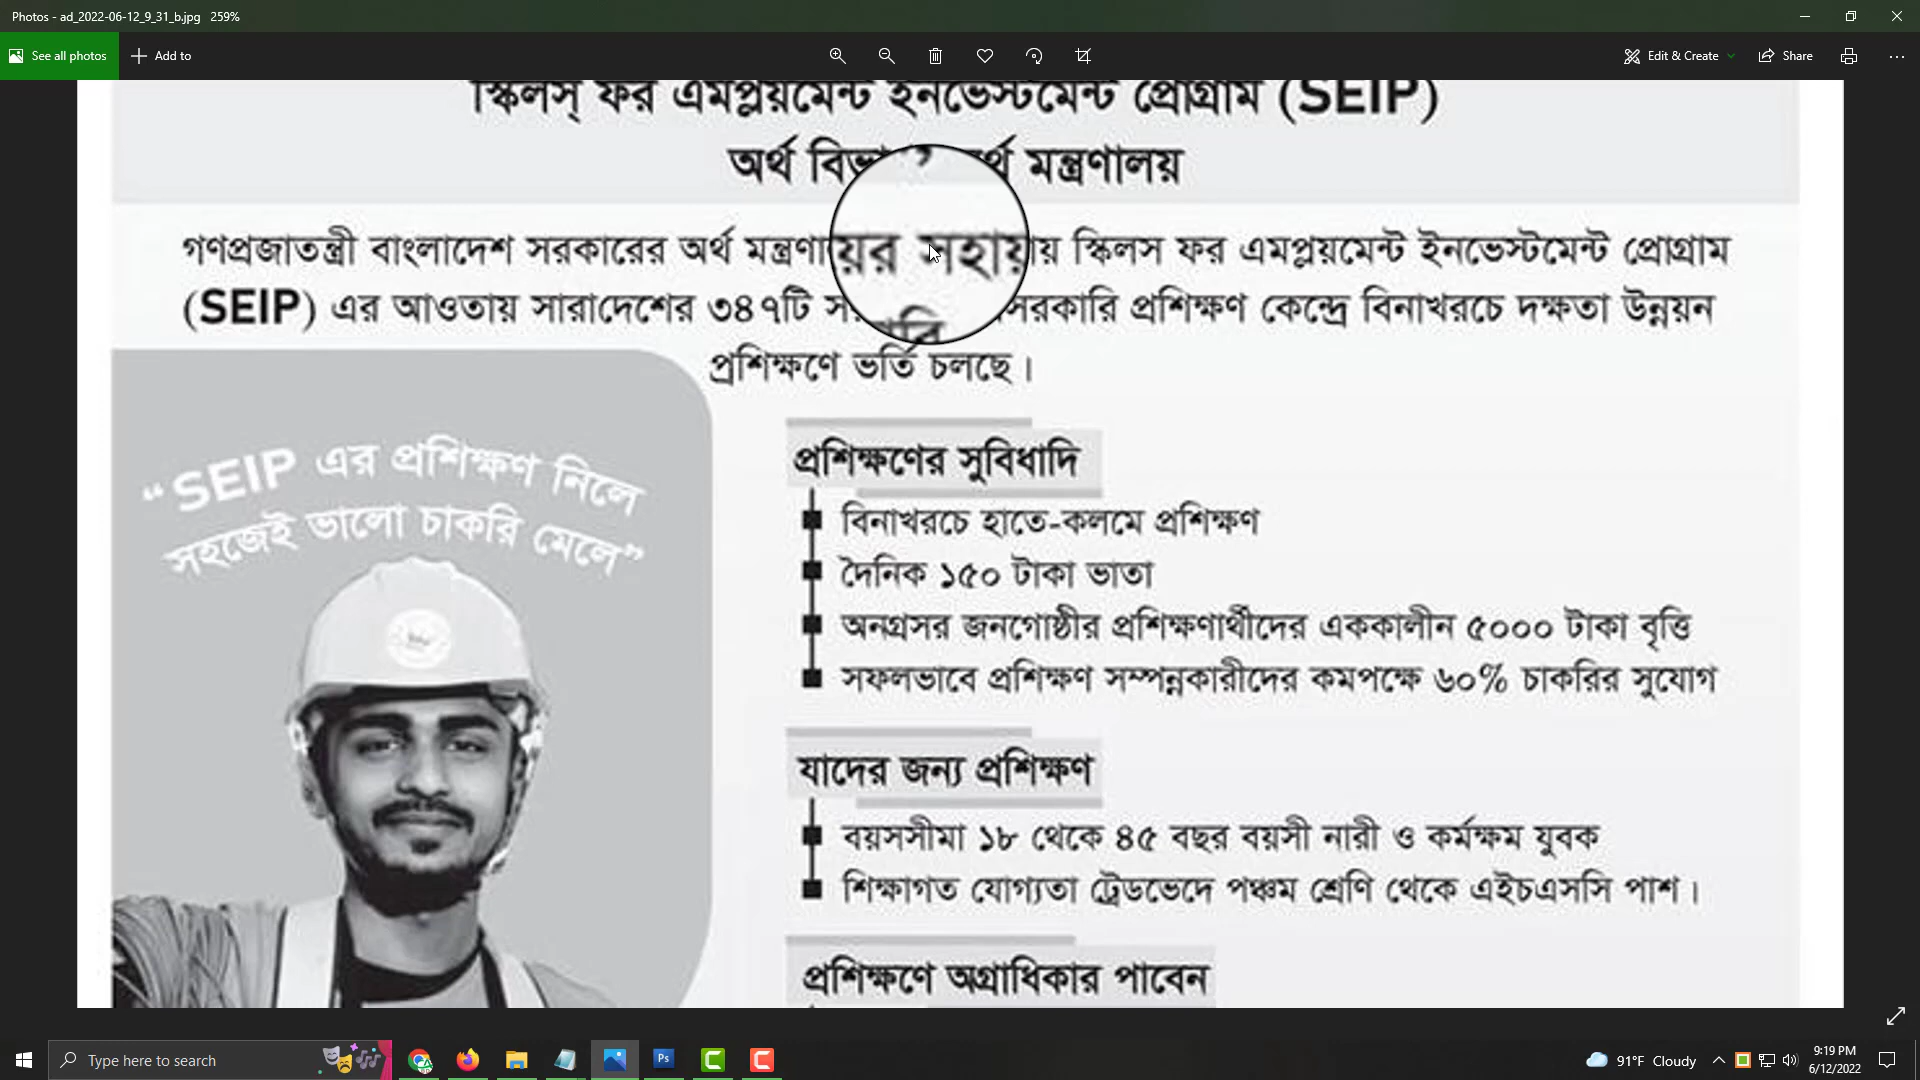 Photos - ad_2022-06-12_9_31_b.jpg 259%
See all photos
Add to
Edit & Create
Share
স্কিলস্ ফর এমপ্লয়মেন্ট ইনভেস্টমেন্ট প্রোগ্রাম (SEIP)
অর্থ মন্ত্রণালয়
গণপ্রজাতন্ত্রী বাংলাদেশ সরকারের অর্থ স্কিলস ফর এমপ্লয়মেন্ট ইনভেস্টমেন্ট প্রোগ্রাম
(SEIP) এর আওতায় সারাদেশের ৩৪৭টি প্রশিক্ষণ কেন্দ্রে বিনাখরচে দক্ষতা উন্নয়ন
প্রশিক্ষণে ভর্তি চলছে।
“SEIP এর প্রশিক্ষণ নিলে
সহজেই ভালো চাকরি মেলে”
প্রশিক্ষণের সুবিধাদি
বিনাখরচে হাতে-কলমে প্রশিক্ষণ
দৈনিক ১৫০ টাকা ভাতা
অনগ্রসর জনগোষ্ঠীর প্রশিক্ষণার্থীদের এককালীন ৫০০০ টাকা বৃত্তি
সফলভাবে প্রশিক্ষণ সম্পন্নকারীদের কমপক্ষে ৬০% চাকরির সুযোগ
যাদের জন্য প্রশিক্ষণ
বয়সসীমা ১৮ থেকে ৪৫ বছর বয়সী নারী ও কর্মক্ষম যুবক
শিক্ষাগত যোগ্যতা ট্রেডভেদে পঞ্চম শ্রেণি থেকে এইচএসসি পাশ।
প্রশিক্ষণে অগ্রাধিকার পাবেন
Type here to search
Ps
91°F Cloudy
9:19 PM
6/12/2022